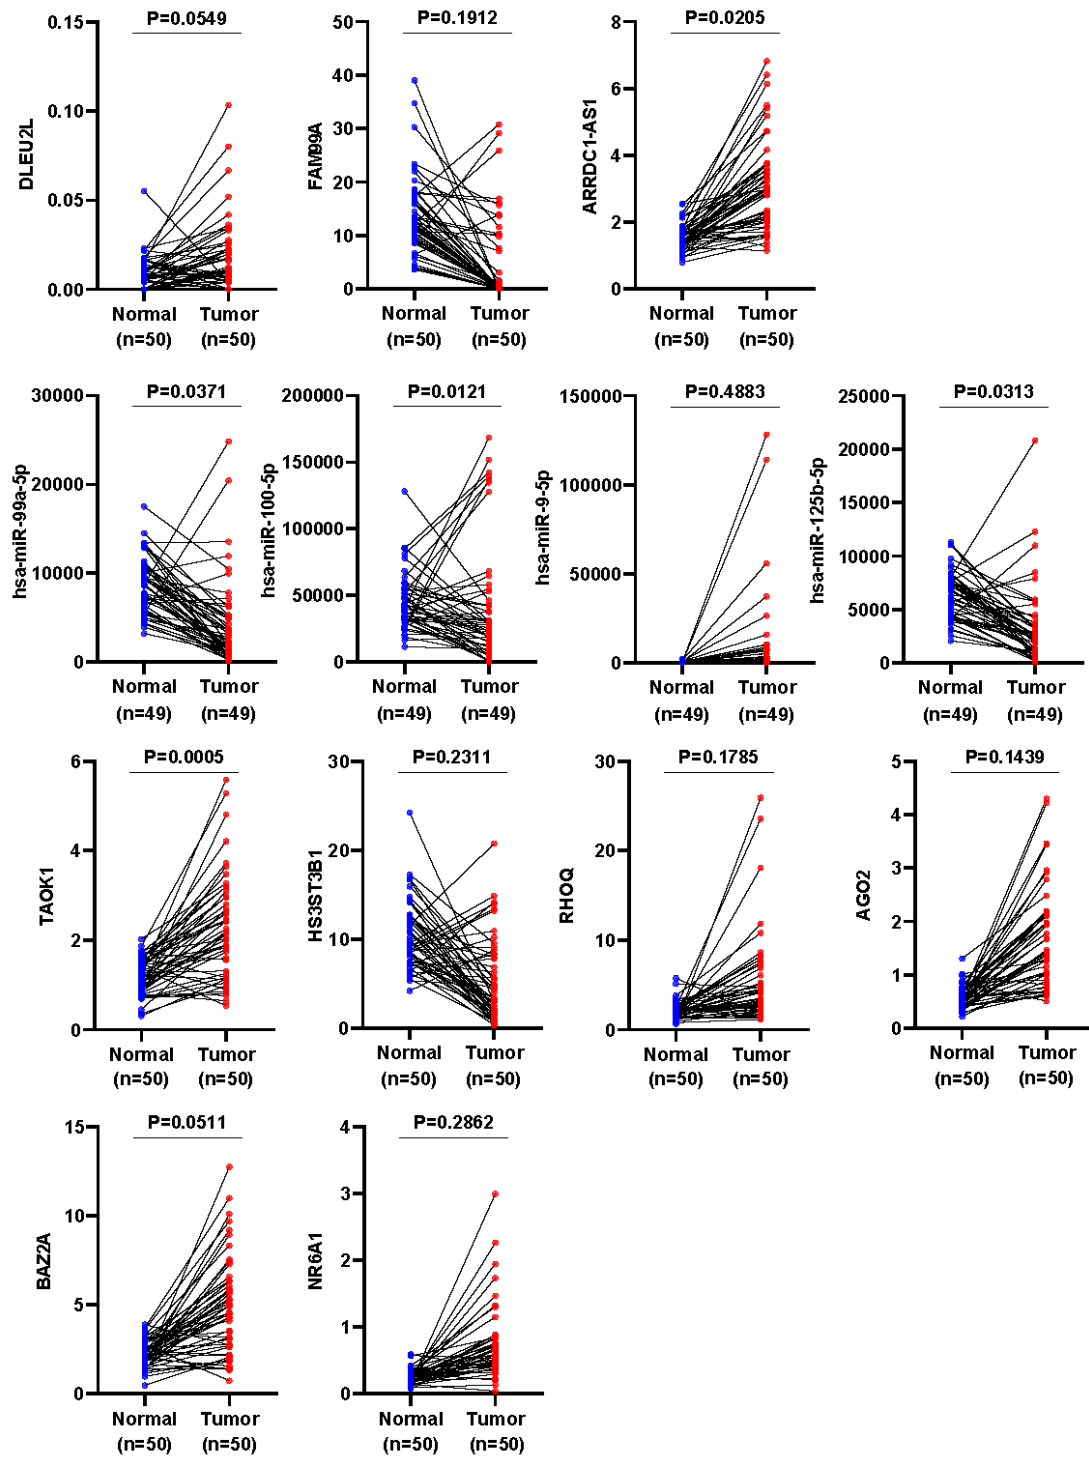 P=0.0549
DLEU2L
0.15
0.10
0.05
0.00
Normal Tumor
(n=50) (n=50)
P=0.1912
FAM99A
50
40
30
20
10
0
Normal Tumor
(n=50) (n=50)
P=0.0205
ARRDC1-AS1
8
6
4
2
0
Normal Tumor
(n=50) (n=50)
P=0.0371
hsa-miR-99a-5p
30000
20000
10000
0
Normal Tumor
(n=49) (n=49)
P=0.0121
hsa-miR-100-5p
200000
150000
100000
50000
0
Normal Tumor
(n=49) (n=49)
P=0.4883
hsa-miR-9-5p
150000
100000
50000
0
Normal Tumor
(n=49) (n=49)
P=0.0313
hsa-miR-125b-5p
25000
20000
15000
10000
5000
0
Normal Tumor
(n=49) (n=49)
P=0.0005
TAOK1
6
4
2
0
Normal Tumor
(n=50) (n=50)
P=0.2311
HS3ST3B1
30
20
10
0
Normal Tumor
(n=50) (n=50)
P=0.1785
RHOQ
30
20
10
0
Normal Tumor
(n=50) (n=50)
P=0.1439
AGO2
5
4
3
2
1
0
Normal Tumor
(n=50) (n=50)
P=0.0511
BAZ2A
15
10
5
0
Normal Tumor
(n=50) (n=50)
P=0.2862
NR6A1
4
3
2
1
0
Normal Tumor
(n=50) (n=50)